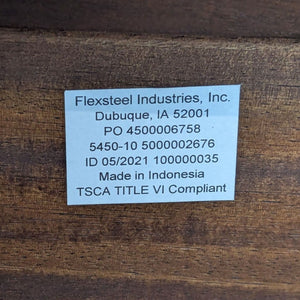 Flexsteel Industries, Inc.
Dubuque, IA 52001
PO 4500006758
5450-10 5000002676
ID 05/2021 100000035
Made in Indonesia
TSCA TITLE VI Compliant